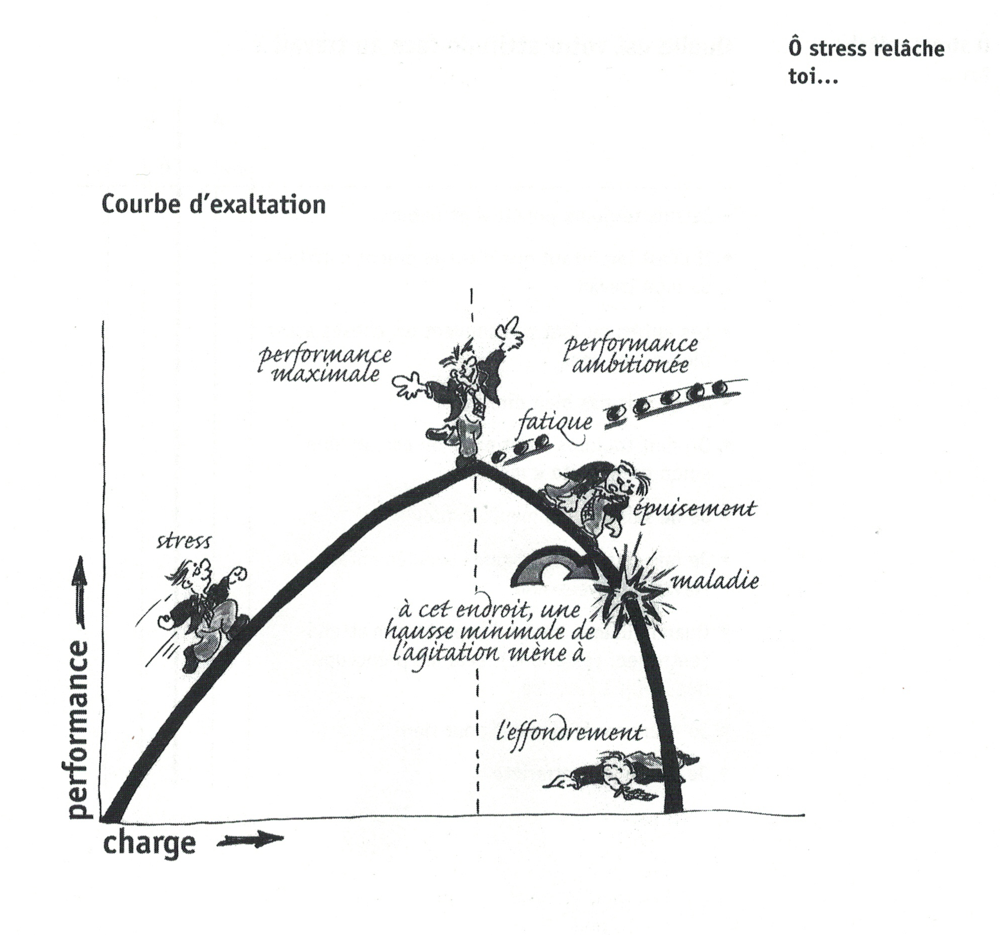 Ô stress relâche
toi...
Courbe d'exaltation
performance
maximale
performance
ambitionée
fatique
épuisement
stress
maladie
à cet endroit, une
hausse minimale de
l'agitation mène à
l'effondrement
performance
charge